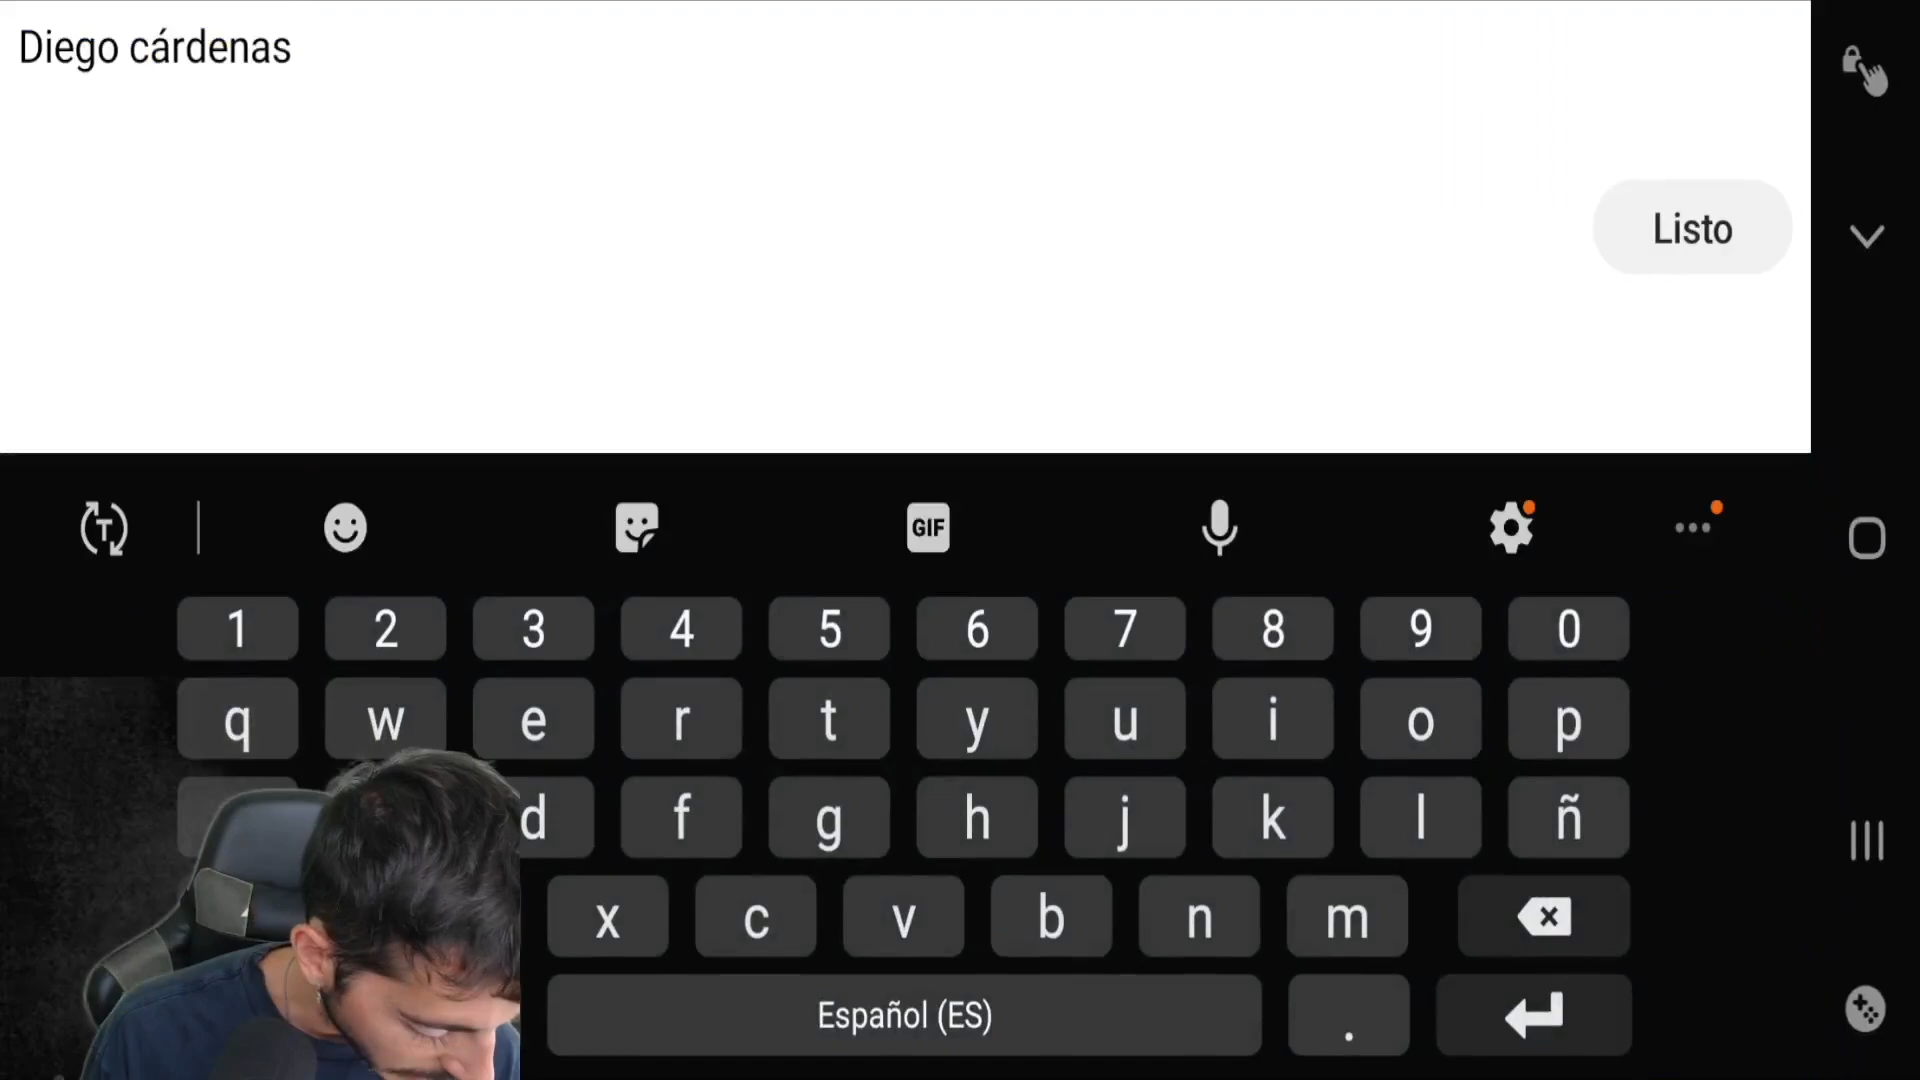 Diego cárdenas
Listo
T
GIF
1 2 3 4 5 6 7 8 9 0
q w e r t y u i o p
d f g h j k l ñ
x c v b n m
Español (ES) .